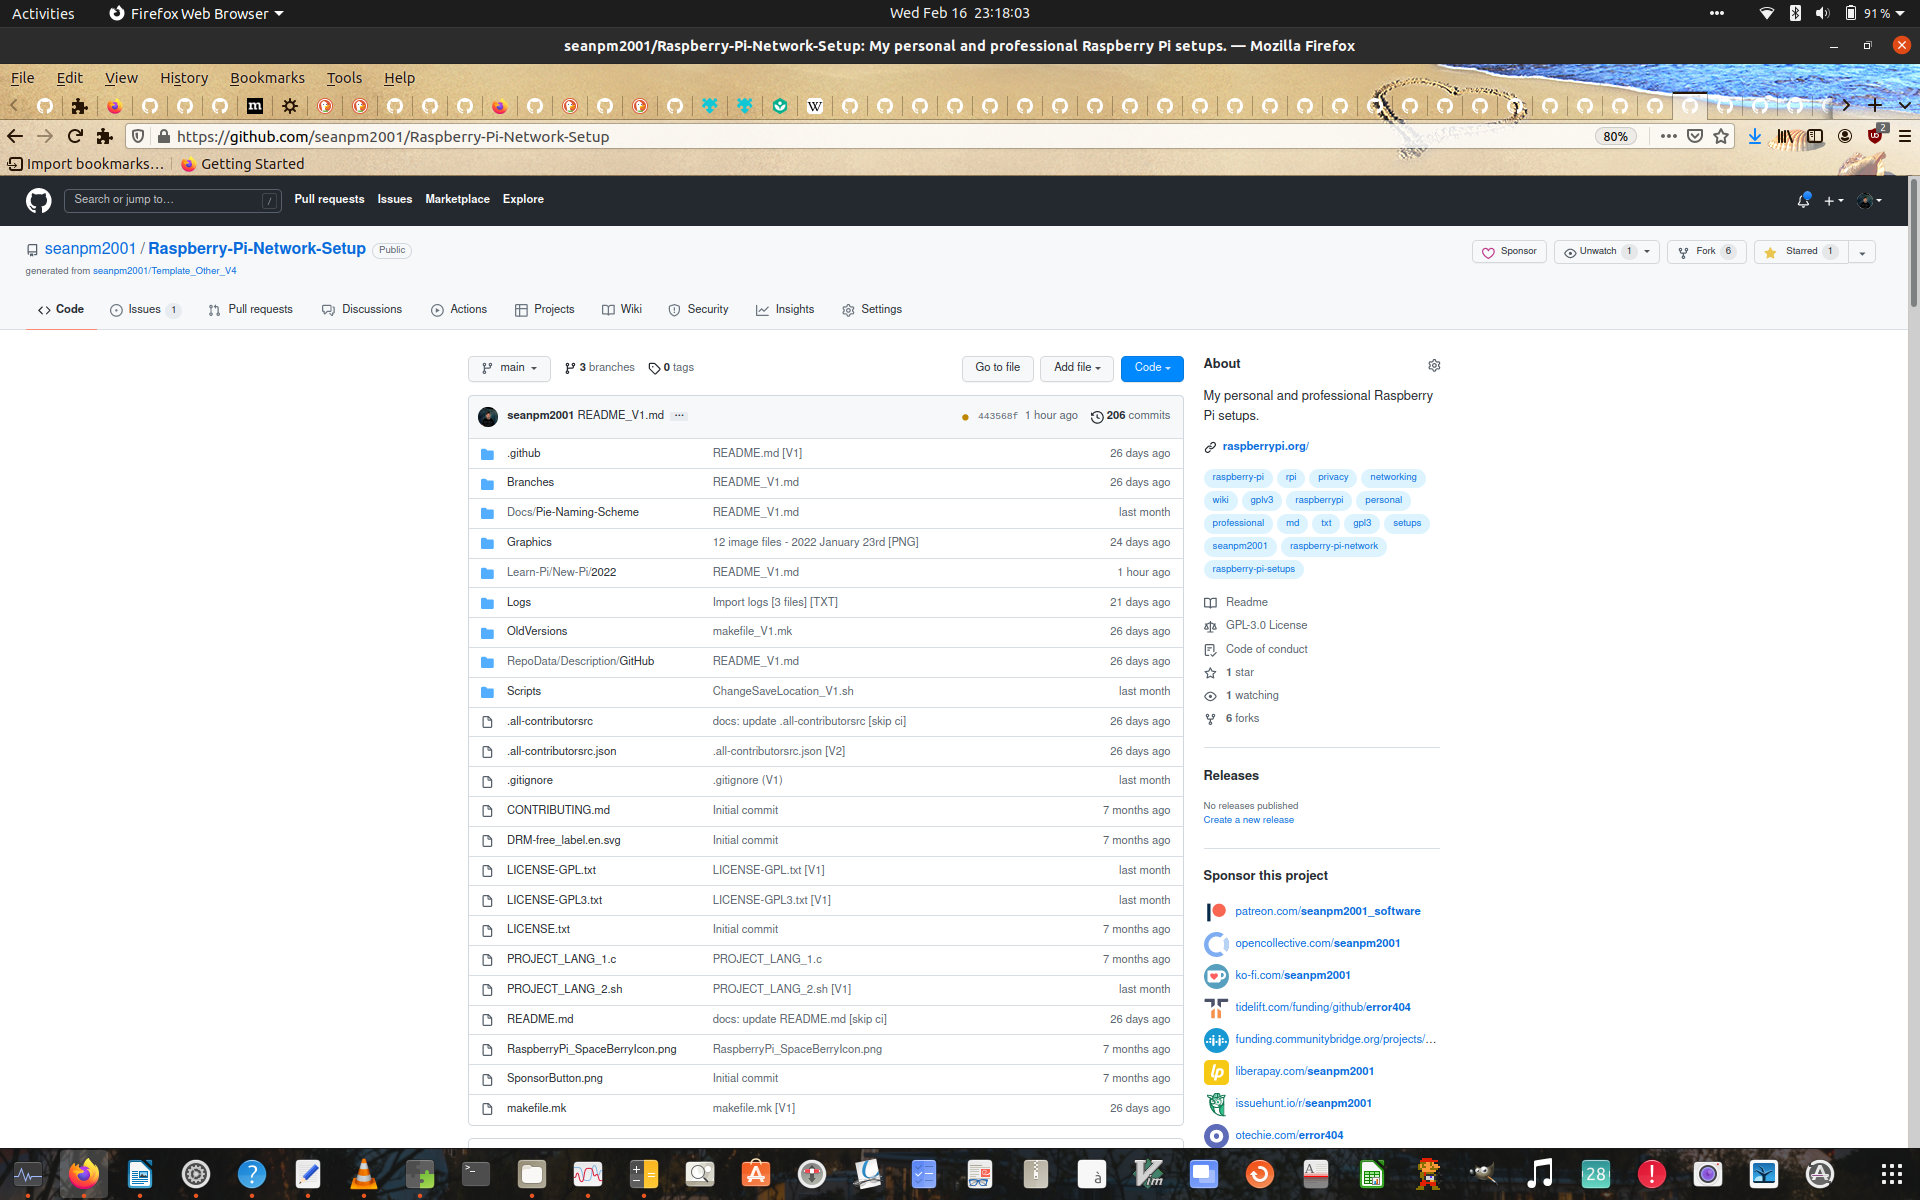 Activities
Firefox Web Browser
Wed Feb 16 23:18:03
91 %
seanpm2001/Raspberry-Pi-Network-Setup: My personal and professional Raspberry Pi setups. — Mozilla Firefox
File Edit View History Bookmarks Tools Help
https://github.com/seanpm2001/Raspberry-Pi-Network-Setup
80%
2
Import bookmarks…
Getting Started
Search or jump to…
/
Pull requests Issues Marketplace Explore
seanpm2001 / Raspberry-Pi-Network-Setup Public
generated from seanpm2001/Template_Other_V4
Sponsor
Unwatch 1
Fork 6
Starred 1
Code
Issues 1
Pull requests
Discussions
Actions
Projects
Wiki
Security
Insights
Settings
main
3 branches
0 tags
Go to file
Add file
Code
seanpm2001 README_V1.md ...
443568f 1 hour ago
206 commits
.github README.md [V1] 26 days ago
Branches README_V1.md 26 days ago
Docs/Pie-Naming-Scheme README_V1.md last month
Graphics 12 image files - 2022 January 23rd [PNG] 24 days ago
Learn-Pi/New-Pi/2022 README_V1.md 1 hour ago
Logs Import logs [3 files] [TXT] 21 days ago
OldVersions makefile_V1.mk 26 days ago
RepoData/Description/GitHub README_V1.md 26 days ago
Scripts ChangeSaveLocation_V1.sh last month
.all-contributorsrc docs: update .all-contributorsrc [skip ci] 26 days ago
.all-contributorsrc.json .all-contributorsrc.json [V2] 26 days ago
.gitignore .gitignore (V1) last month
CONTRIBUTING.md Initial commit 7 months ago
DRM-free_label.en.svg Initial commit 7 months ago
LICENSE-GPL.txt LICENSE-GPL.txt [V1] last month
LICENSE-GPL3.txt LICENSE-GPL3.txt [V1] last month
LICENSE.txt Initial commit 7 months ago
PROJECT_LANG_1.c PROJECT_LANG_1.c 7 months ago
PROJECT_LANG_2.sh PROJECT_LANG_2.sh [V1] last month
README.md docs: update README.md [skip ci] 26 days ago
RaspberryPi_SpaceBerryIcon.png RaspberryPi_SpaceBerryIcon.png 7 months ago
SponsorButton.png Initial commit 7 months ago
makefile.mk makefile.mk [V1] 26 days ago
About
My personal and professional Raspberry
Pi setups.
raspberrypi.org/
raspberry-pi rpi privacy networking
wiki gplv3 raspberrypi personal
professional md txt gpl3 setups
seanpm2001 raspberry-pi-network
raspberry-pi-setups
Readme
GPL-3.0 License
Code of conduct
1 star
1 watching
6 forks
Releases
No releases published
Create a new release
Sponsor this project
patreon.com/seanpm2001_software
opencollective.com/seanpm2001
ko-fi.com/seanpm2001
tidelift.com/funding/github/error404
funding.communitybridge.org/projects/…
liberapay.com/seanpm2001
issuehunt.io/r/seanpm2001
otechie.com/error404
28